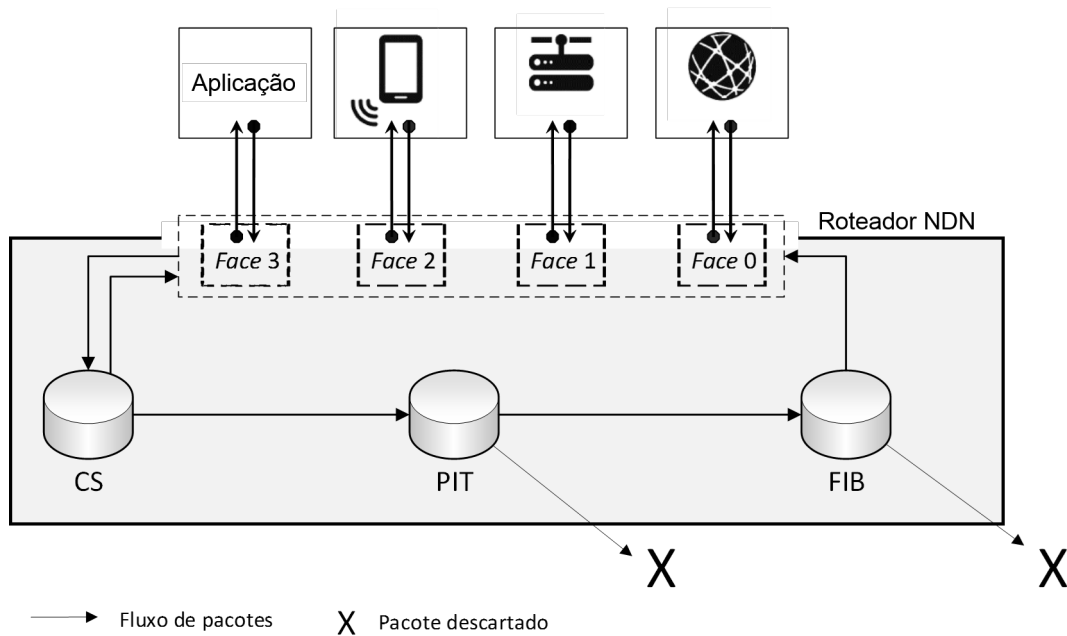 Aplicação
Roteador NDN
Face 3
Face 2
Face 1
Face 0
CS
PIT
FIB
X
X
Fluxo de pacotes
X Pacote descartado